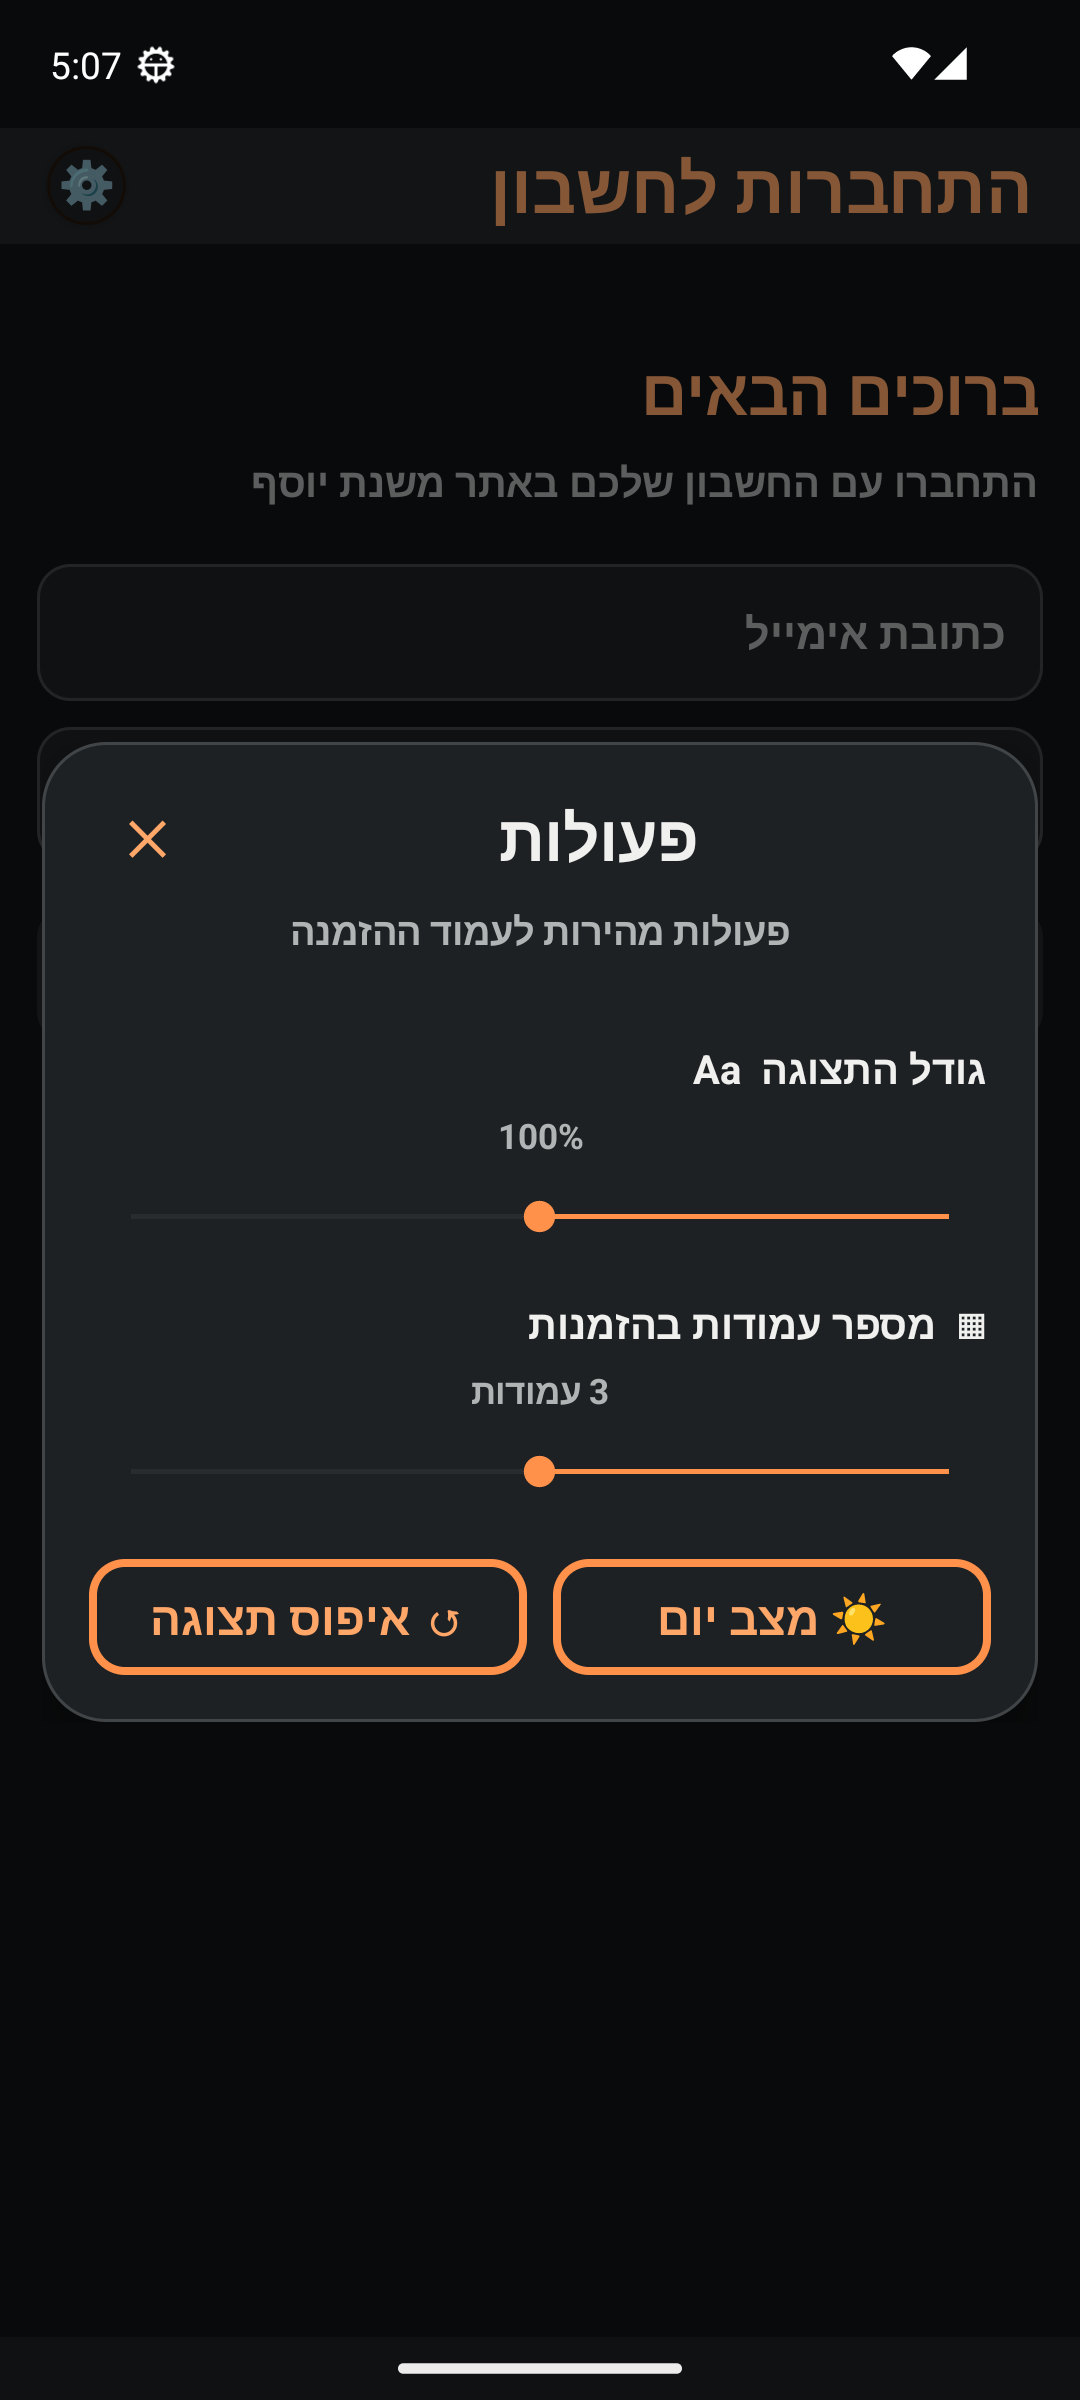 5:07
התחברות לחשבון
ברוכים הבאים
התחברו עם החשבון שלכם באתר משנת יוסף
כתובת אימייל
פעולות
פעולות מהירות לעמוד ההזמנה
גודל התצוגה Aa
100%
מספר עמודות בהזמנות
3 עמודות
מצב יום
איפוס תצוגה